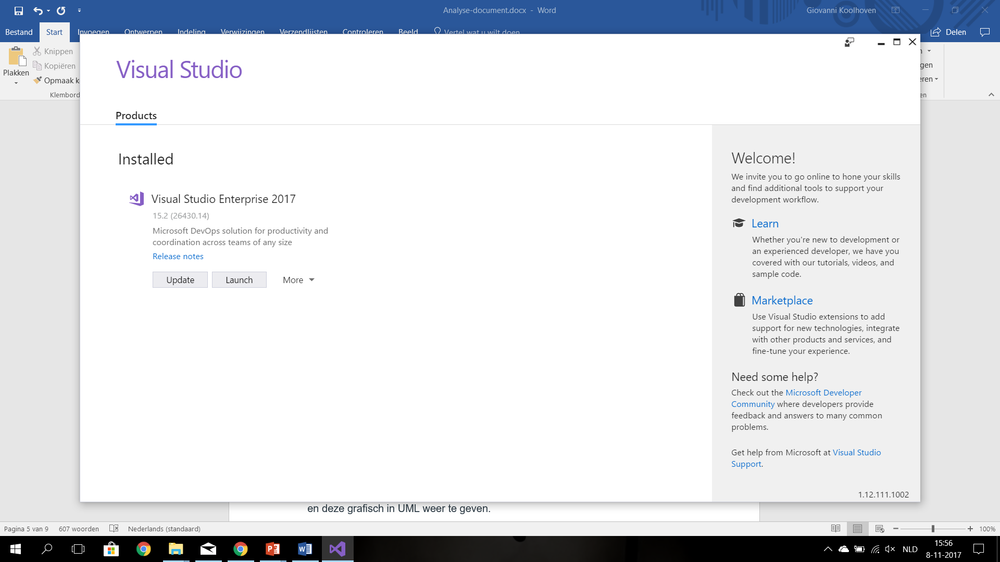 Analyse-document.docx - Word
Giovanni Koolhoven
Bestand Start Invoegen Ontwerpen Indeling Verwijzingen Verzendlijsten Controleren Beeld Vertel wat u wilt doen Delen
Plakken
Knippen
Kopiëren
Opmaak k
Klembord
gen
eren
en
Visual Studio
Products
Installed
Visual Studio Enterprise 2017
15.2 (26430.14)
Microsoft DevOps solution for productivity and
coordination across teams of any size
Release notes
Update Launch More
Welcome!
We invite you to go online to hone your skills
and find additional tools to support your
development workflow.
Learn
Whether you're new to development or
an experienced developer, we have you
covered with our tutorials, videos, and
sample code.
Marketplace
Use Visual Studio extensions to add
support for new technologies, integrate
with other products and services, and
fine-tune your experience.
Need some help?
Check out the Microsoft Developer
Community where developers provide
feedback and answers to many common
problems.
Get help from Microsoft at Visual Studio
Support.
1.12.111.1002
en deze grafisch in UML weer te geven.
Pagina 5 van 9 607 woorden Nederlands (standaard) 100%
NLD
15:56
8-11-2017